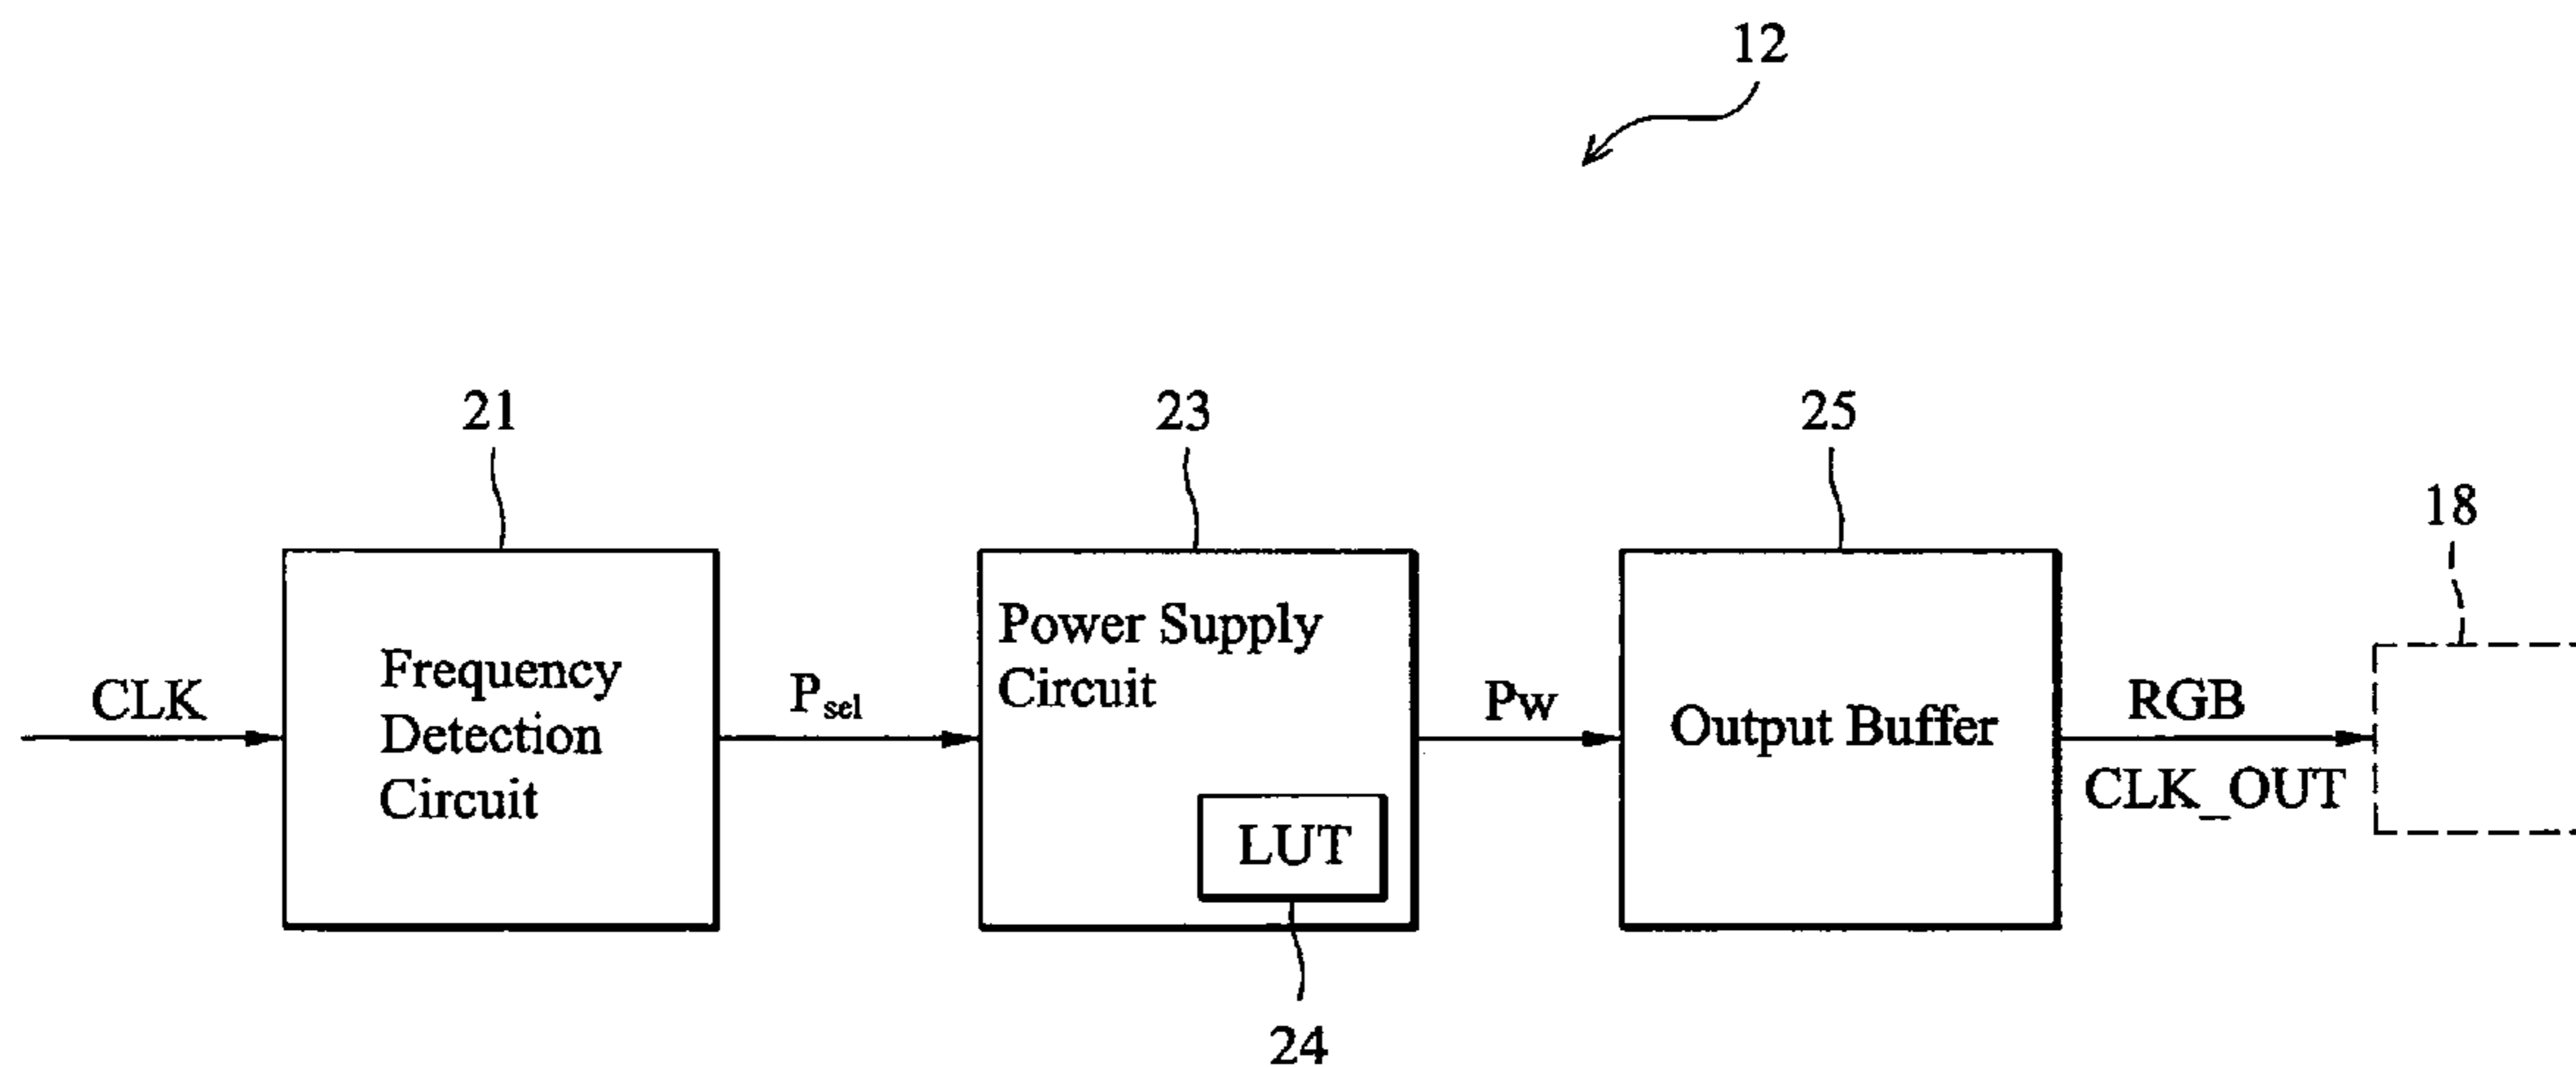 12
21
23
25
18
CLK
Frequency
Detection
Circuit
P_sel
Power Supply
Circuit
LUT
24
Pw
Output Buffer
RGB
CLK_OUT